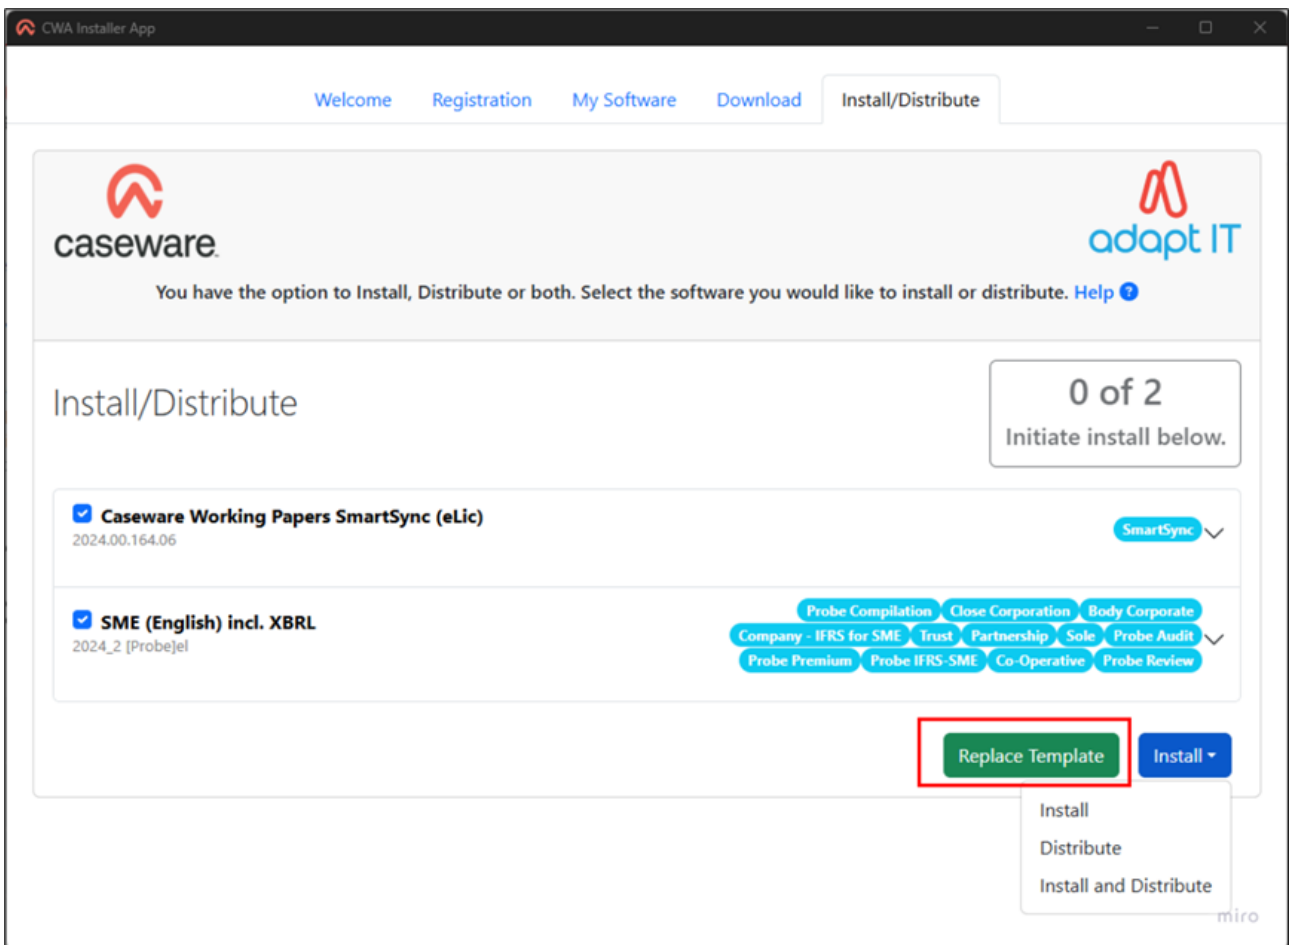 CWA Installer App
Welcome Registration My Software Download Install/Distribute
caseware.
adapt IT
You have the option to Install, Distribute or both. Select the software you would like to install or distribute. Help ?
Install/Distribute
0 of 2
Initiate install below.
Caseware Working Papers SmartSync (eLic)
2024.00.164.06
SmartSync
SME (English) incl. XBRL
2024_2 [Probe]el
Probe Compilation Close Corporation Body Corporate
Company - IFRS for SME Trust Partnership Sole Probe Audit
Probe Premium Probe IFRS-SME Co-Operative Probe Review
Replace Template Install
Install
Distribute
Install and Distribute
miro